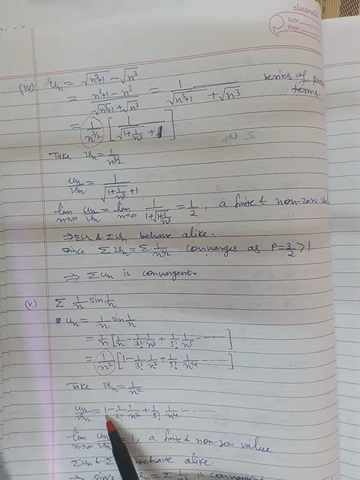 classmate
Date
Page
(iv) Un = √(n³+1) - √n³
= (n³+1 - n³)/(√(n³+1) + √n³) = 1/(√(n³+1) + √n³) series of
terms.
= 1/n^(3/2) [1/(√(1+1/n³) + 1)]
Take vn = 1/n^(3/2)
Un/vn = 1/(√(1+1/n³) + 1)
lim n→∞ Un/vn = lim n→∞ 1/(1+√(1+1/n³)) = 1/2, a finite & non-zero
⇒ ΣUn & Σvn behave alike.
Since Σvn = Σ 1/n^(3/2) converges as P = 3/2 > 1
⇒ ΣUn is convergent.
(v) Σ 1/n sin 1/n
Un = 1/n sin 1/n
= 1/n [1/n - 1/3! 1/n³ + 1/5! 1/n⁵ ------]
= 1/n² [1 - 1/3! 1/n² + 1/5! 1/n⁴ ------]
Take vn = 1/n²
Un/vn = 1 - 1/3! 1/n² + 1/5! 1/n⁴ - - -
lim n→∞ Un/vn = 1, a finite & non-zero value
ΣUn & behave alike.
⇒ since Σvn = Σ 1/n² is convergent